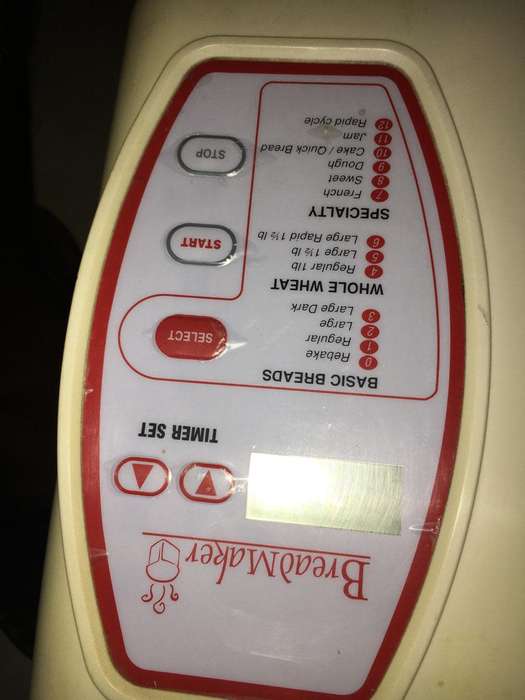 BreadMaker
TIMER SET
BASIC BREADS
0 Rebake
1 Regular
2 Large
3 Large Dark
SELECT
WHOLE WHEAT
4 Regular 1lb
5 Large 1½ lb
6 Large Rapid 1½ lb
START
SPECIALTY
7 French
8 Sweet
9 Dough
10 Cake / Quick Bread
11 Jam
12 Rapid cycle
STOP